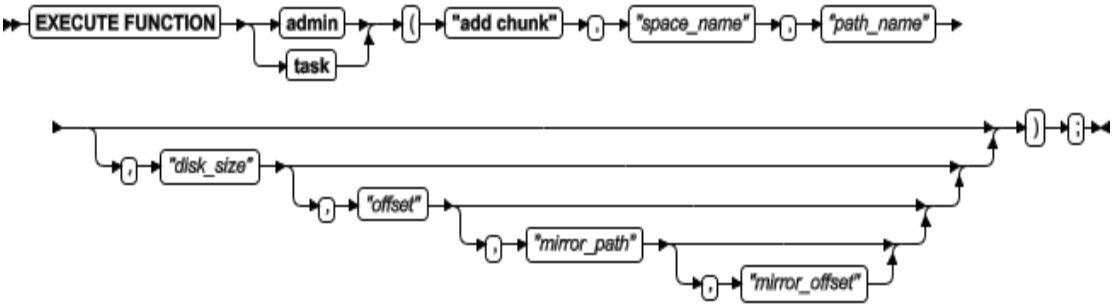 EXECUTE FUNCTION admin ( "add chunk" , "space_name" , "path_name"
task
) ;
, "disk_size"
, "offset"
, "mirror_path"
, "mirror_offset"